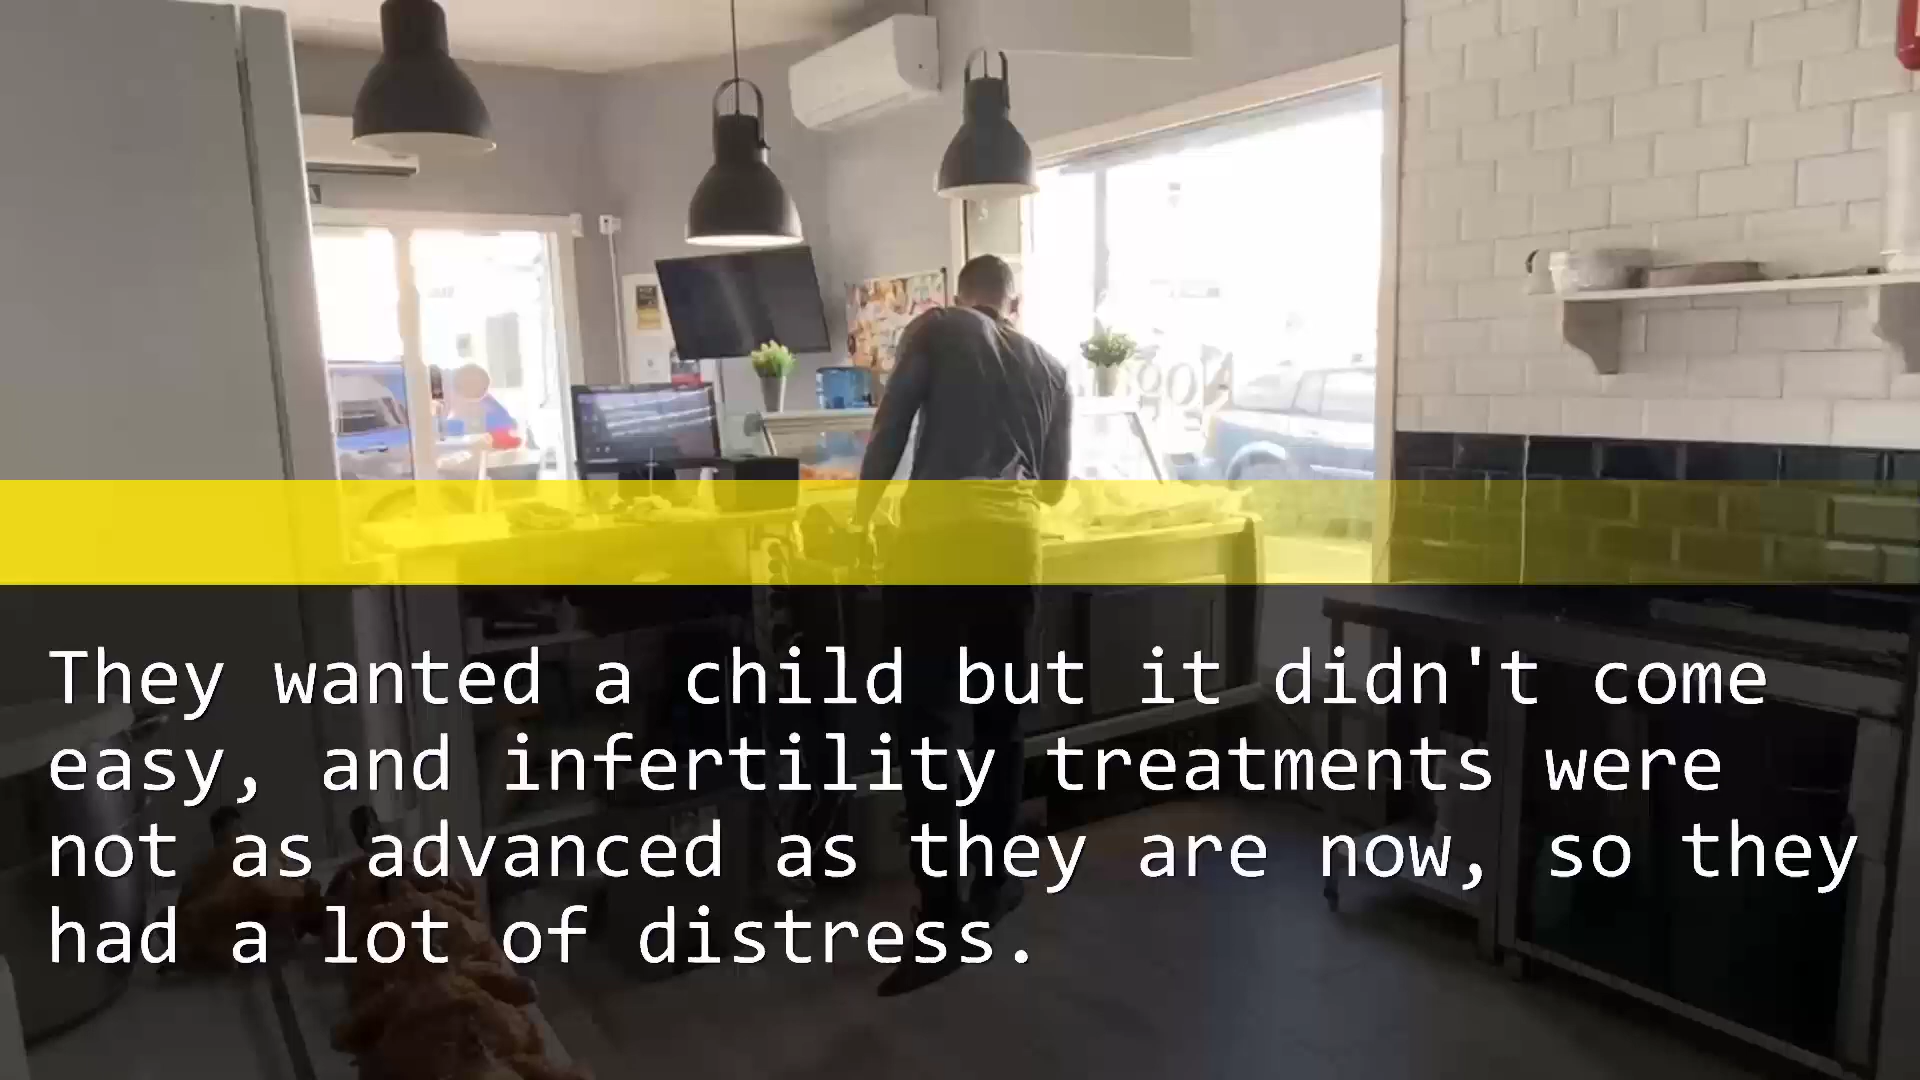 They wanted a child but it didn't come
easy, and infertility treatments were
not as advanced as they are now, so they
had a lot of distress.